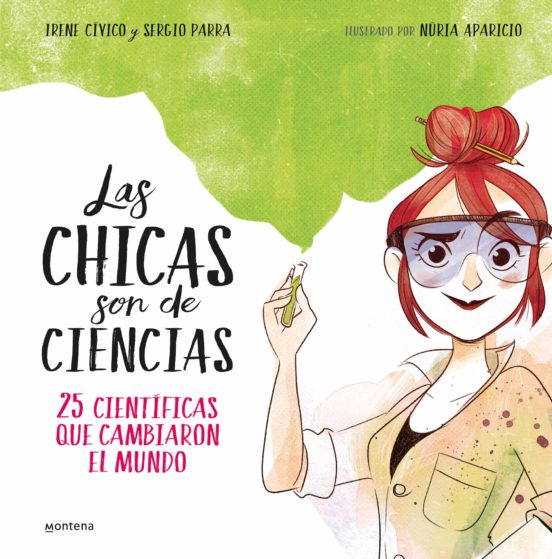 IRENE CÍVICO y SERGIO PARRA
ILUSTRADO POR NÚRIA APARICIO
Las
CHICAS
son de
CIENCIAS
25 CIENTÍFICAS
QUE CAMBIARON
EL MUNDO
montena